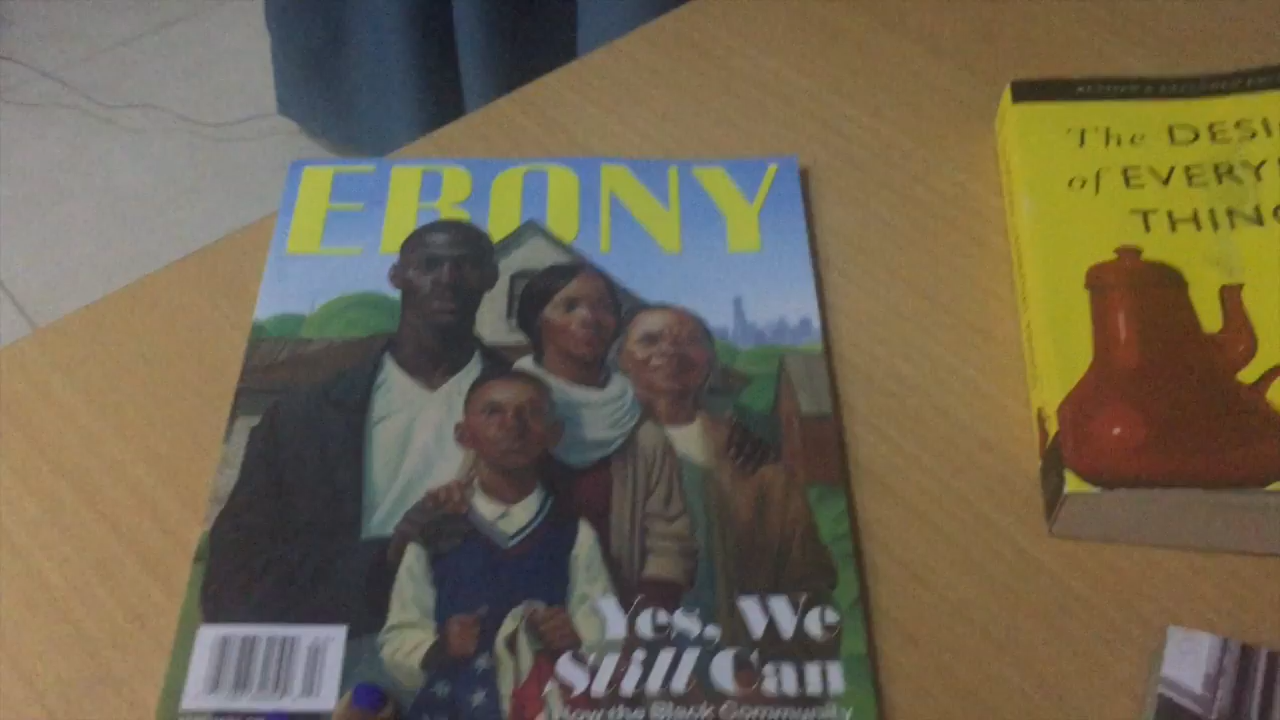 EBONY
Yes, We
Still Can
How the Black Community
The DESI
of EVERY
THING